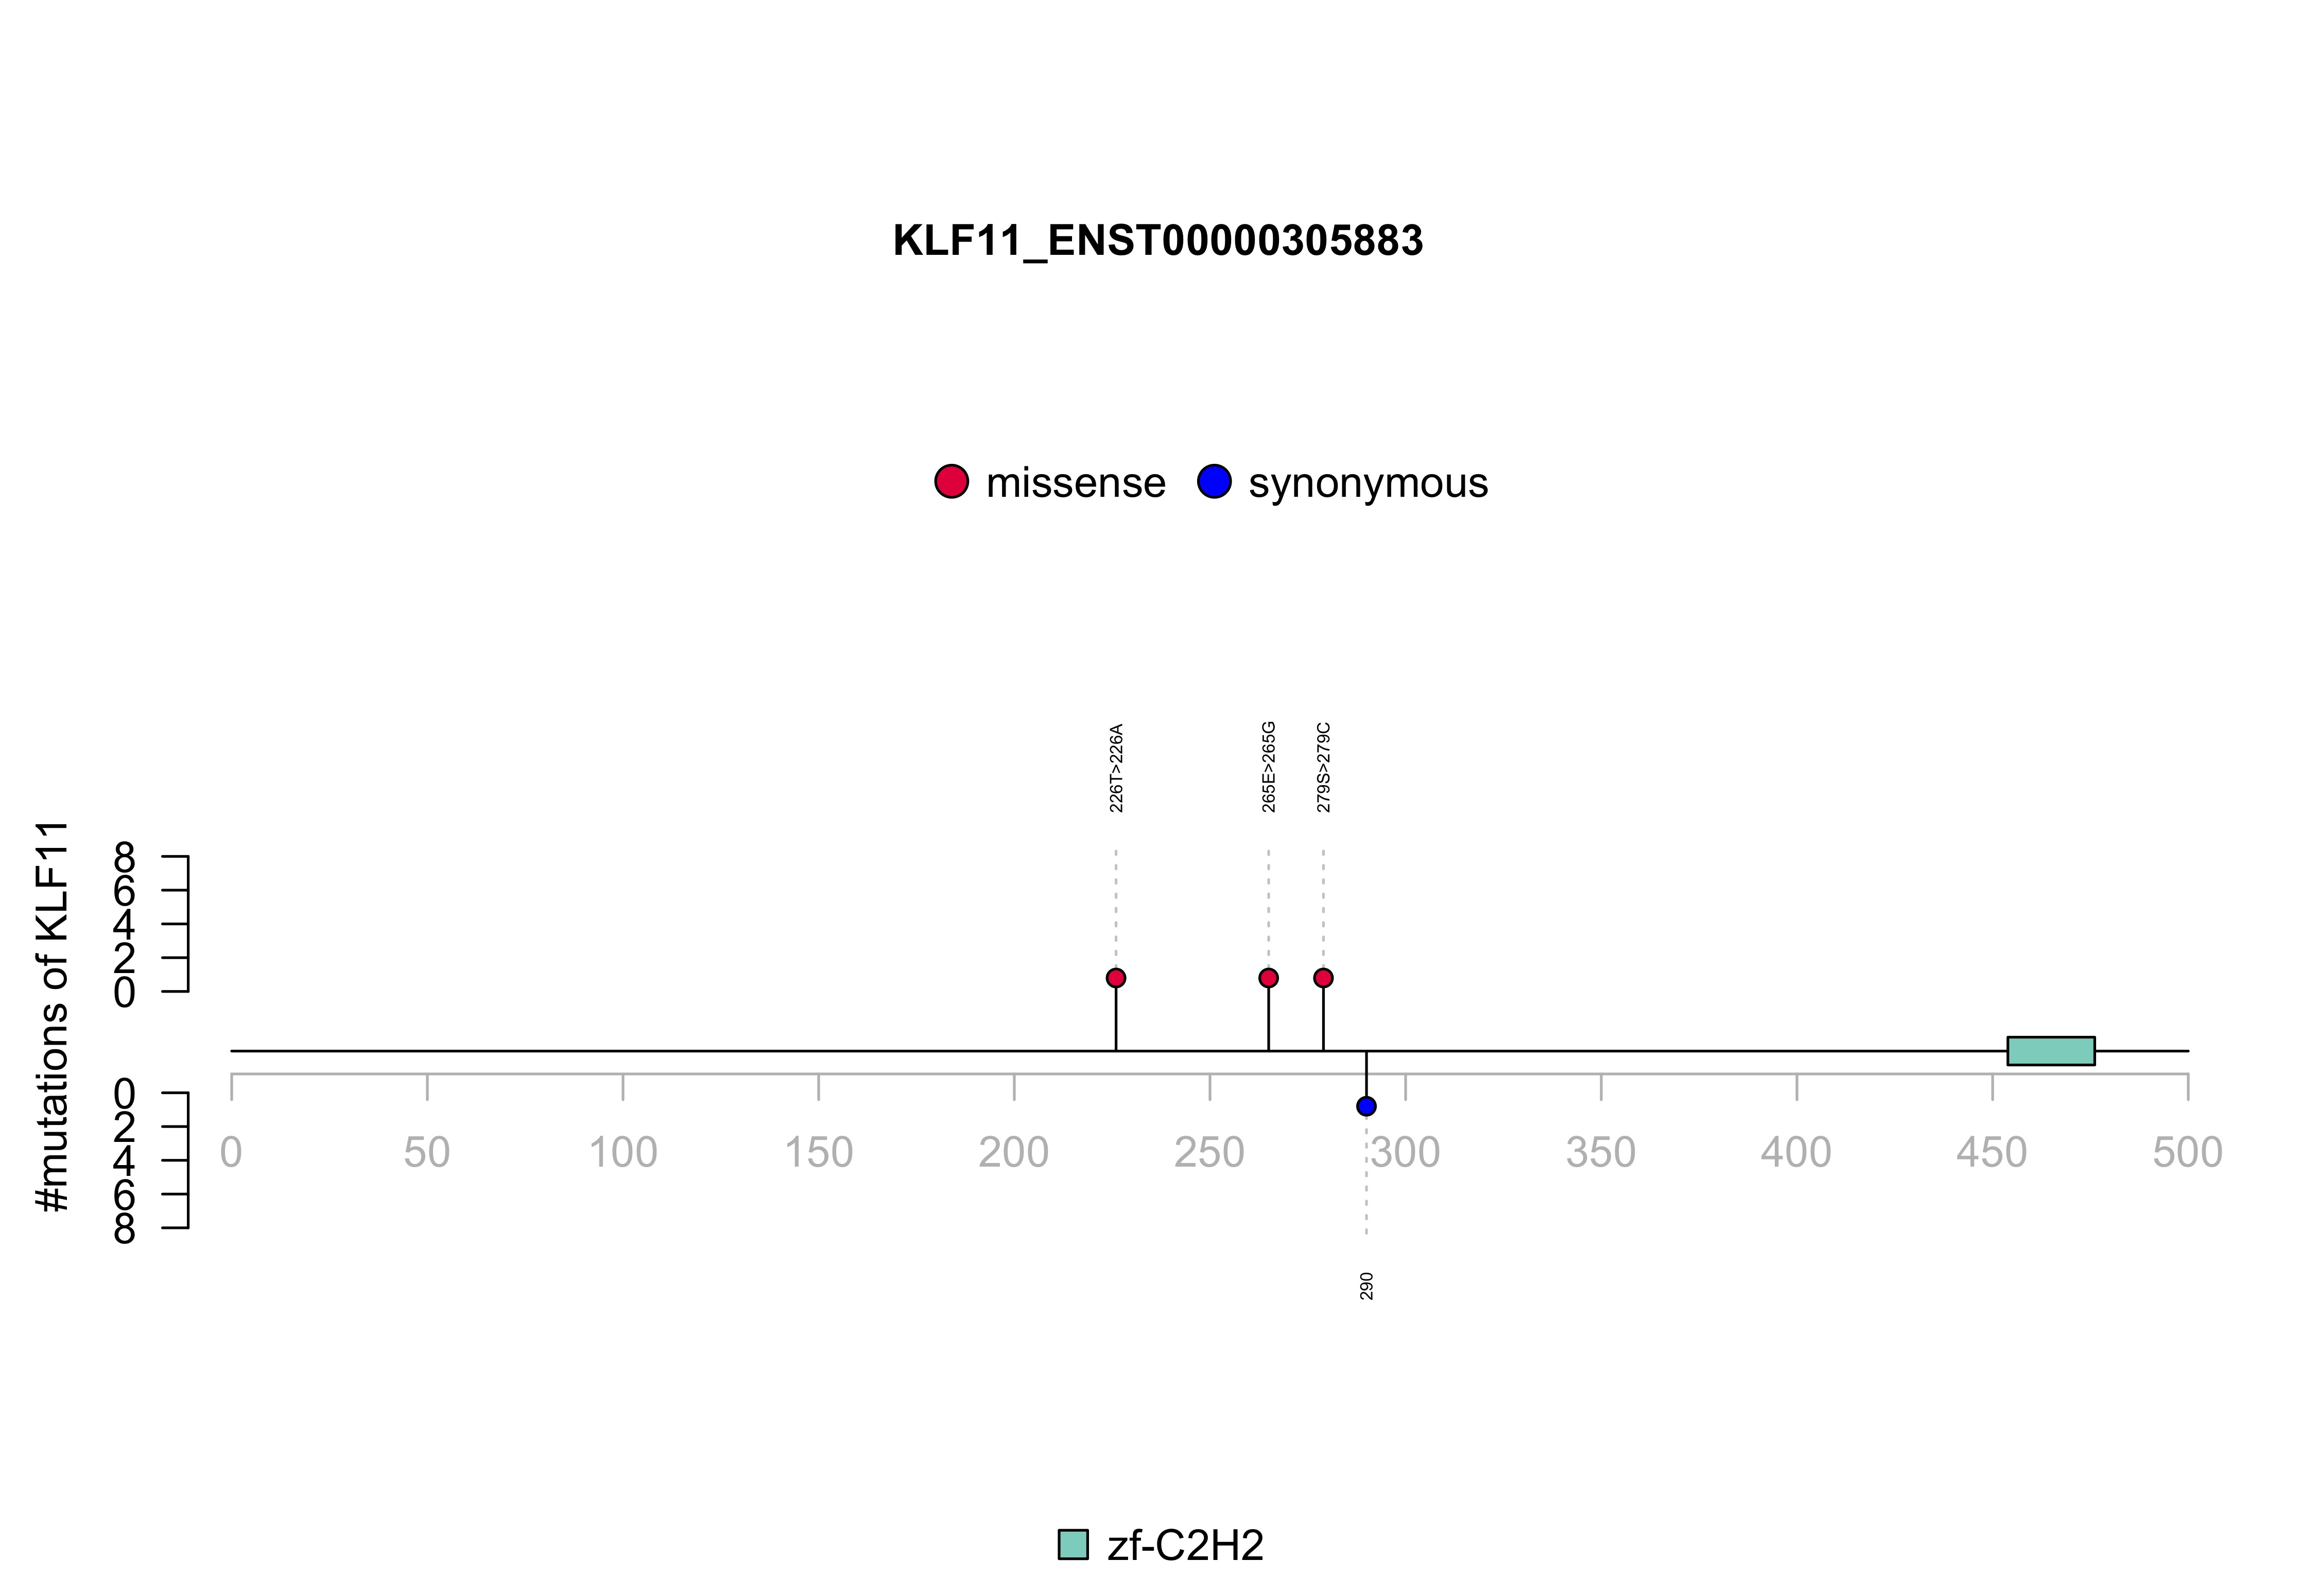 KLF11_ENST00000305883
missense synonymous
226T>226A 265E>265G 279S>279C
#mutations of KLF11
8
6
4
2
0
0
2
4
6
8
0 50 100 150 200 250 300 350 400 450 500
290
zf-C2H2